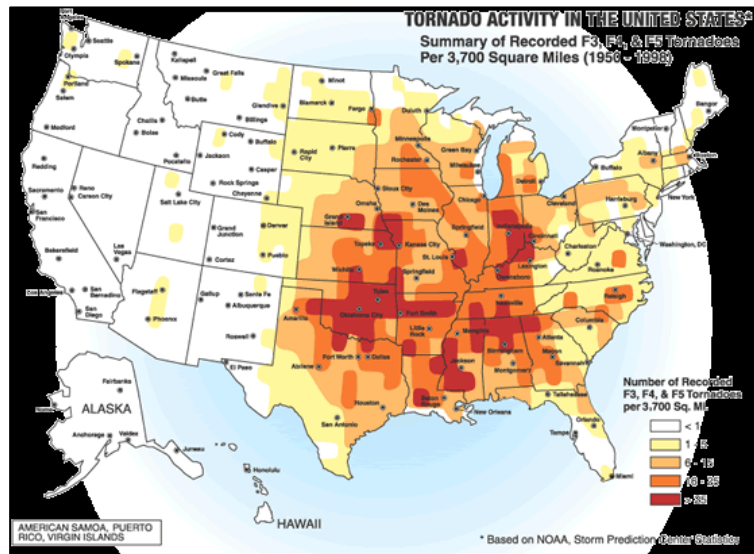 TORNADO ACTIVITY IN THE UNITED STATES*
Summary of Recorded F3, F4, & F5 Tornadoes
Per 3,700 Square Miles (1950 - 1998)
Seattle
Olympia
Spokane
Portland
Salem
Medford
Kalispell
Missoula
Great Falls
Butte
Glendive
Billings
Challis
Boise
Pocatello
Cody
Buffalo
Jackson
Casper
Rock Springs
Cheyenne
Minot
Bismarck
Fargo
Rapid City
Pierre
Duluth
Minneapolis
Rochester
Green Bay
Milwaukee
Detroit
Sioux City
Omaha
Des Moines
Chicago
Grand Island
Topeka
Kansas City
Springfield
St. Louis
Springfield
Wichita
Indianapolis
Cincinnati
Cleveland
Lexington
Owensboro
Charleston
Roanoke
Harrisburg
Buffalo
Albany
Montpelier
Bangor
Boston
New York
Washington, DC
Redding
Sacramento
San Francisco
Reno
Carson City
Bakersfield
Los Angeles
San Bernardino
San Diego
Las Vegas
Salt Lake City
Grand Junction
Denver
Pueblo
Cortez
Flagstaff
Phoenix
Gallup
Santa Fe
Albuquerque
Roswell
El Paso
Amarillo
Tulsa
Oklahoma City
Fort Smith
Little Rock
Memphis
Nashville
Raleigh
Columbia
Atlanta
Macon
Savannah
Birmingham
Montgomery
Jackson
Abilene
Fort Worth
Dallas
Houston
San Antonio
Baton Rouge
New Orleans
Tallahassee
Orlando
Tampa
Miami
Fairbanks
Nome
ALASKA
Anchorage
Valdez
Juneau
Honolulu
HAWAII
Number of Recorded
F3, F4, & F5 Tornadoes
per 3,700 Sq. Mi.
< 1
1 - 5
6 - 15
16 - 25
> 25
AMERICAN SAMOA, PUERTO
RICO, VIRGIN ISLANDS
* Based on NOAA, Storm Prediction Center Statistics